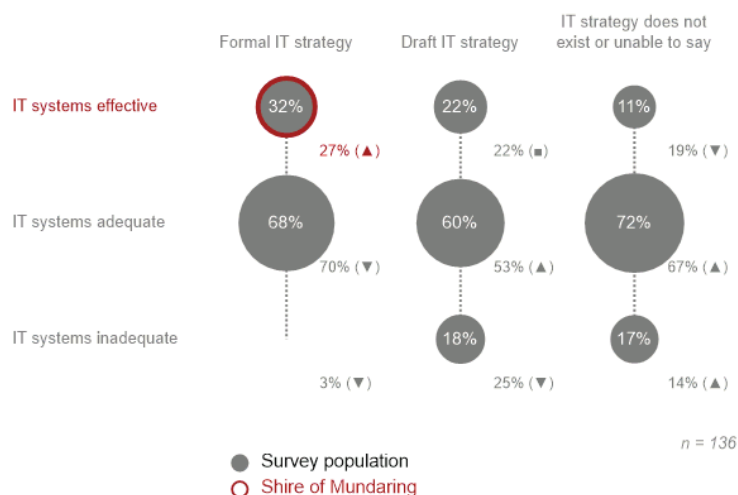 IT strategy does not
Formal IT strategy Draft IT strategy exist or unable to say
IT systems effective 32% 22% 11%
27% (▲) 22% (■) 19% (▼)
IT systems adequate 68% 60% 72%
70% (▼) 53% (▲) 67% (▲)
IT systems inadequate 18% 17%
3% (▼) 25% (▼) 14% (▲)
n = 136
Survey population
Shire of Mundaring